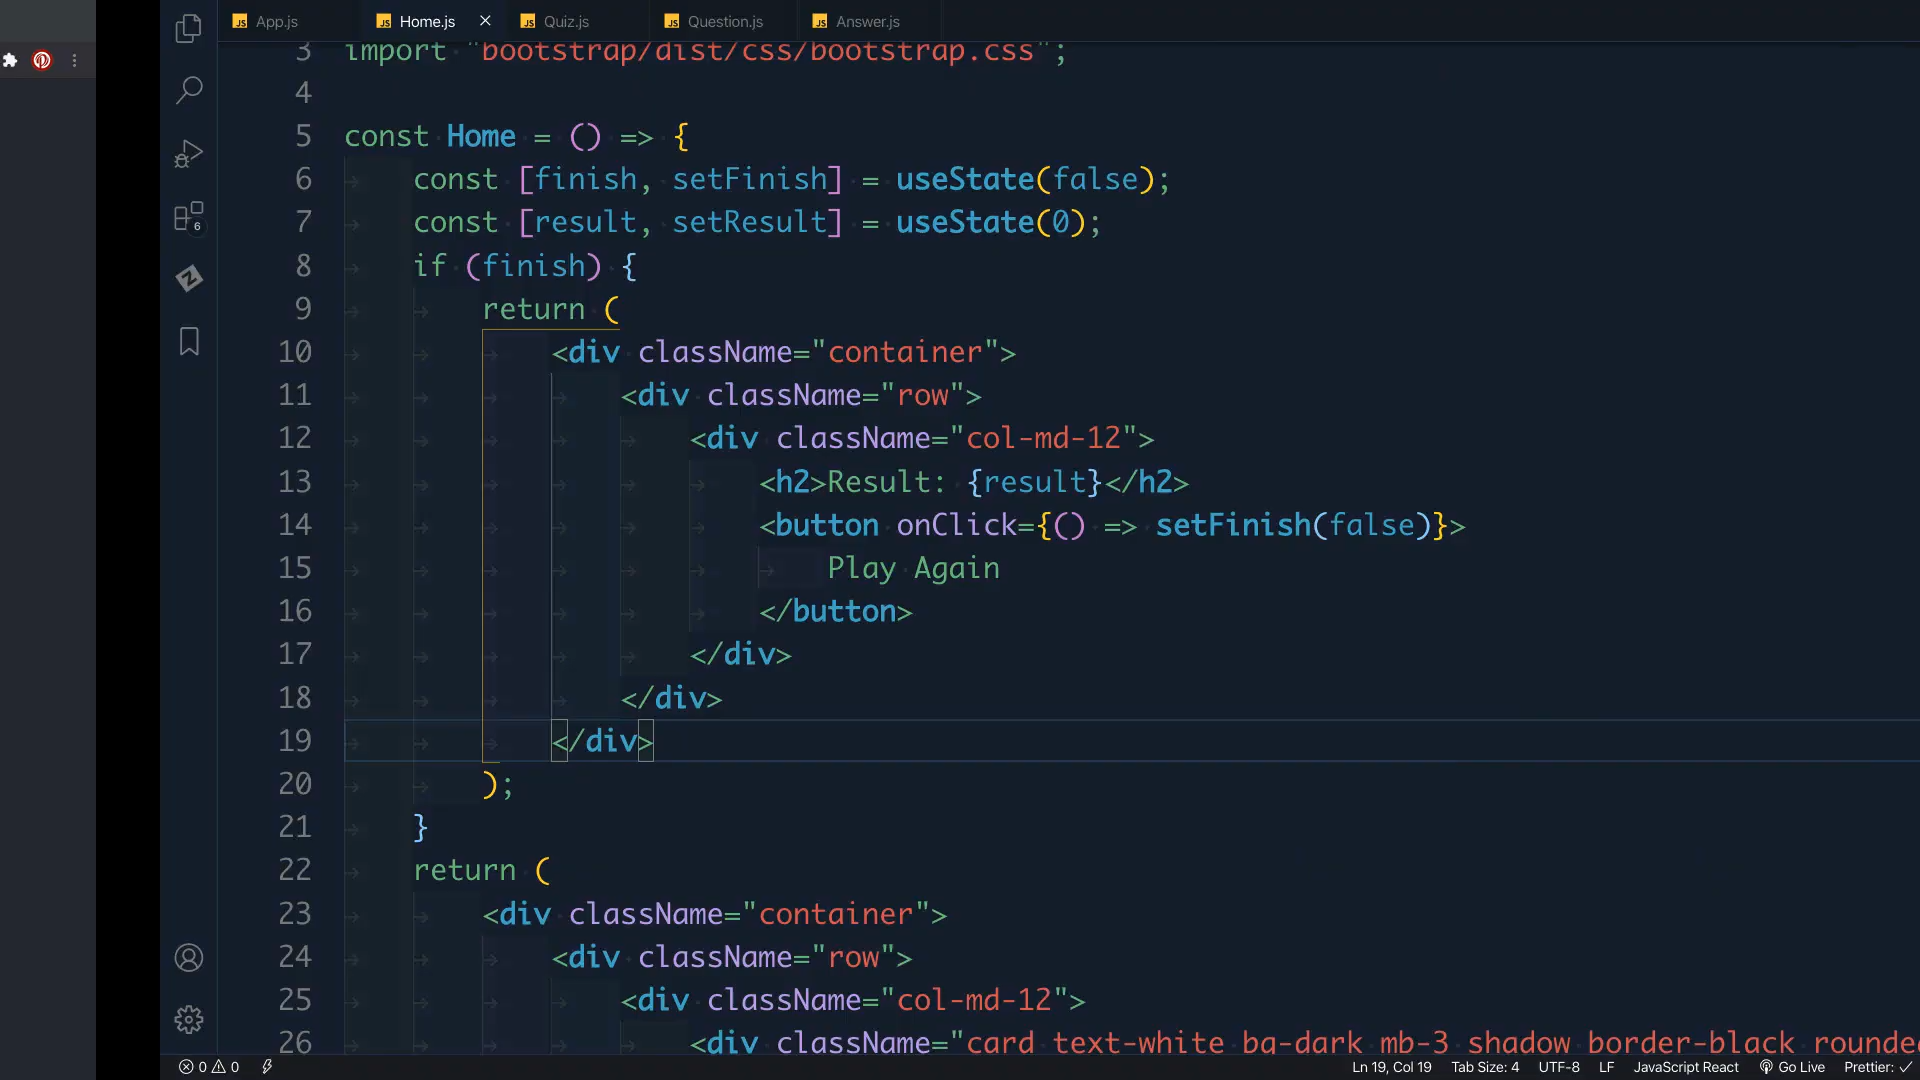 App.js Home.js Quiz.js Question.js Answer.js
3 import "bootstrap/dist/css/bootstrap.css";
4
5 const Home = () => {
6 const [finish, setFinish] = useState(false);
7 const [result, setResult] = useState(0);
8 if (finish) {
9 return (
10 <div className="container">
11 <div className="row">
12 <div className="col-md-12">
13 <h2>Result: {result}</h2>
14 <button onClick={() => setFinish(false)}>
15 Play Again
16 </button>
17 </div>
18 </div>
19 </div>
20 );
21 }
22 return (
23 <div className="container">
24 <div className="row">
25 <div className="col-md-12">
26 <div className="card text-white bg-dark mb-3 shadow border-black rounde
6
0 0 Ln 19, Col 19 Tab Size: 4 UTF-8 LF JavaScript React Go Live Prettier: ✓